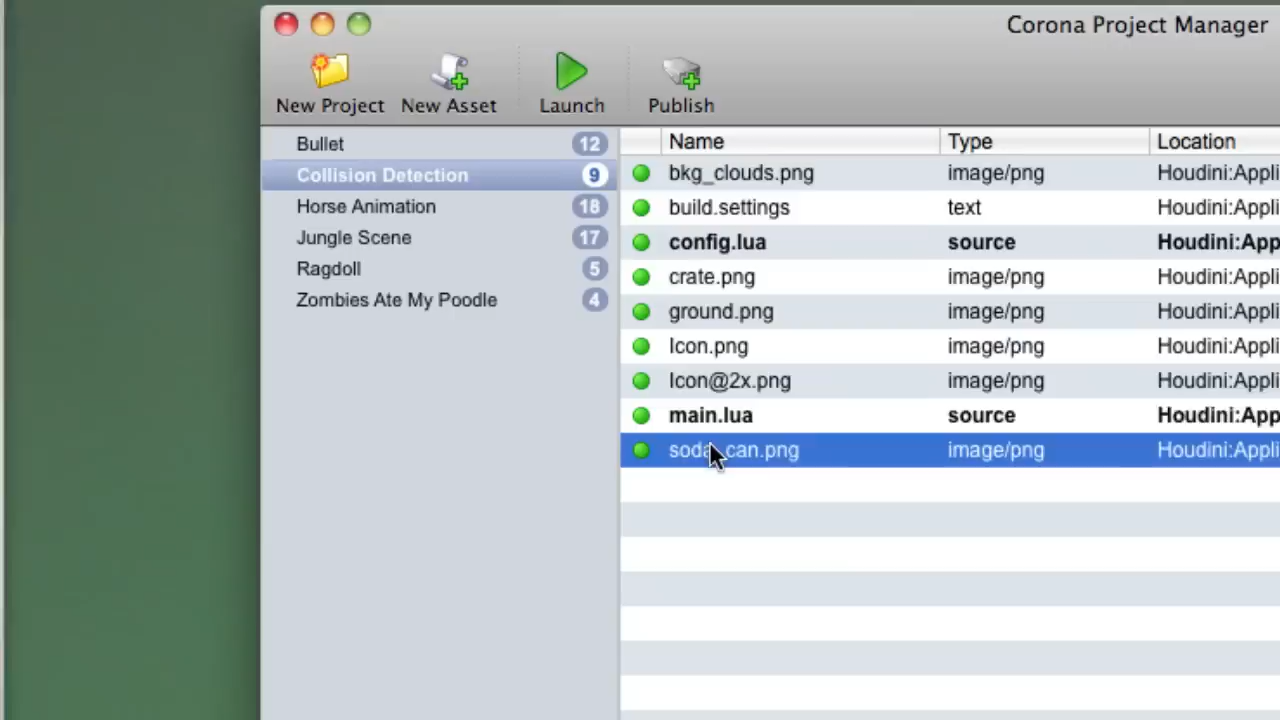 Corona Project Manager
New Project New Asset Launch Publish
Bullet 12
Collision Detection 9
Horse Animation 18
Jungle Scene 17
Ragdoll 5
Zombies Ate My Poodle 4
Name Type Location
bkg_clouds.png image/png Houdini:Appli
build.settings text Houdini:Appli
config.lua source Houdini:App
crate.png image/png Houdini:Appli
ground.png image/png Houdini:Appli
Icon.png image/png Houdini:Appli
Icon@2x.png image/png Houdini:Appli
main.lua source Houdini:App
soda_can.png image/png Houdini:Appli